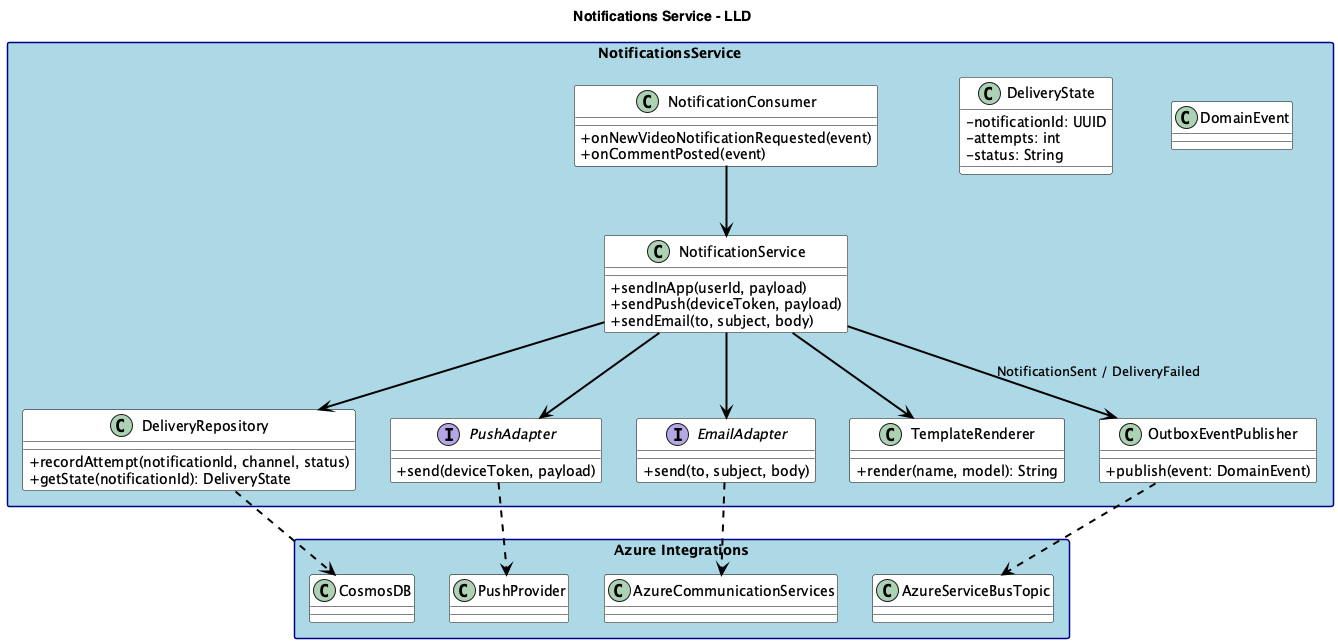 Notifications Service - LLD
NotificationsService
C NotificationConsumer
+onNewVideoNotificationRequested(event)
+onCommentPosted(event)
C DeliveryState
-notificationId: UUID
-attempts: int
-status: String
C DomainEvent
C NotificationService
+sendInApp(userId, payload)
+sendPush(deviceToken, payload)
+sendEmail(to, subject, body)
NotificationSent / DeliveryFailed
C DeliveryRepository
+recordAttempt(notificationId, channel, status)
+getState(notificationId): DeliveryState
I PushAdapter
+send(deviceToken, payload)
I EmailAdapter
+send(to, subject, body)
C TemplateRenderer
+render(name, model): String
C OutboxEventPublisher
+publish(event: DomainEvent)
Azure Integrations
C CosmosDB
C PushProvider
C AzureCommunicationServices
C AzureServiceBusTopic